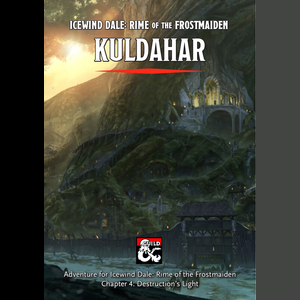 ICEWIND DALE: RIME OF THE FROSTMAIDEN
KULDAHAR
GUILD
Adventure for Icewind Dale: Rime of the Frostmaiden
Chapter 4: Destruction's Light